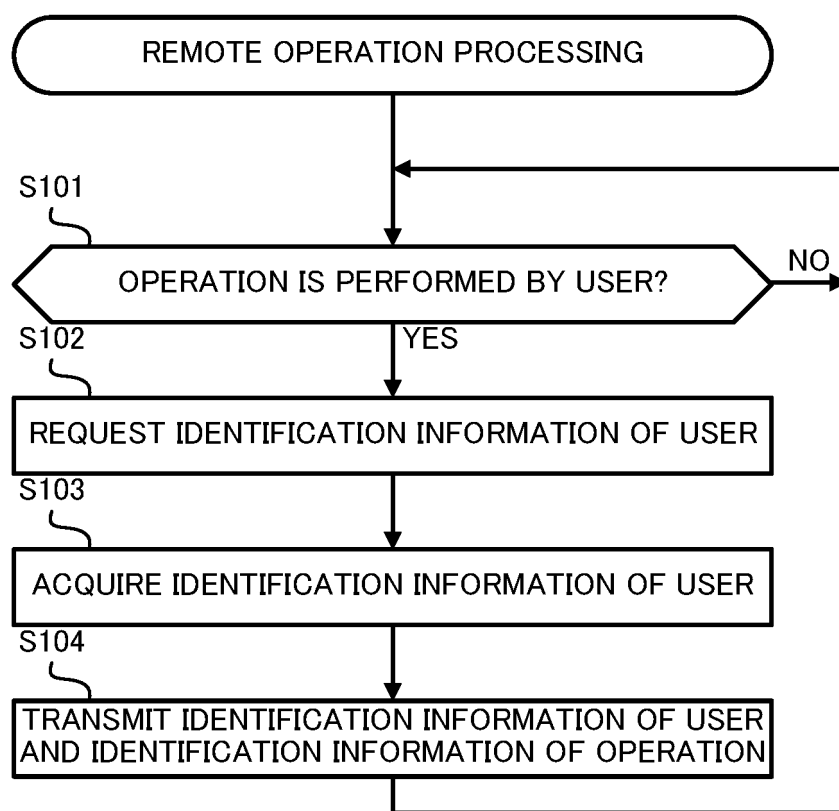 REMOTE OPERATION PROCESSING
S101
OPERATION IS PERFORMED BY USER?
NO
YES
S102
REQUEST IDENTIFICATION INFORMATION OF USER
S103
ACQUIRE IDENTIFICATION INFORMATION OF USER
S104
TRANSMIT IDENTIFICATION INFORMATION OF USER
AND IDENTIFICATION INFORMATION OF OPERATION